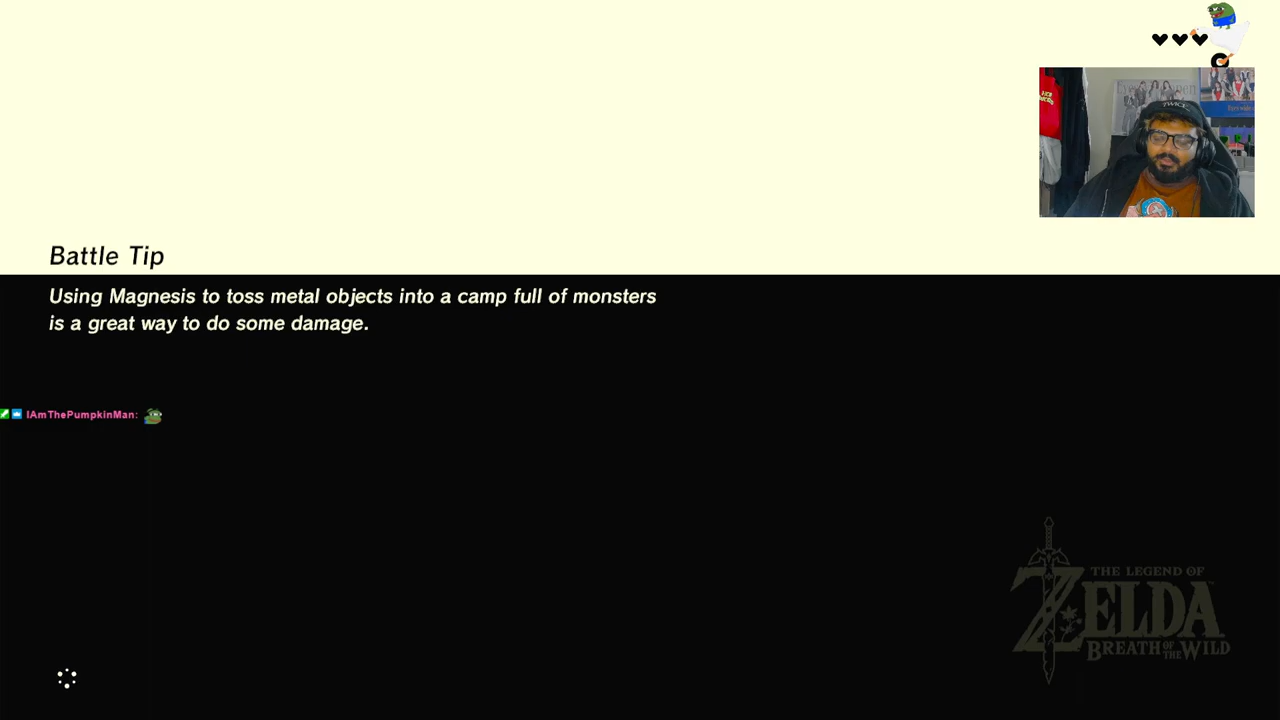 TWICE
Battle Tip
Using Magnesis to toss metal objects into a camp full of monsters
is a great way to do some damage.
IAmThePumpkinMan:
THE LEGEND OF
ZELDA
BREATH OF THE WILD